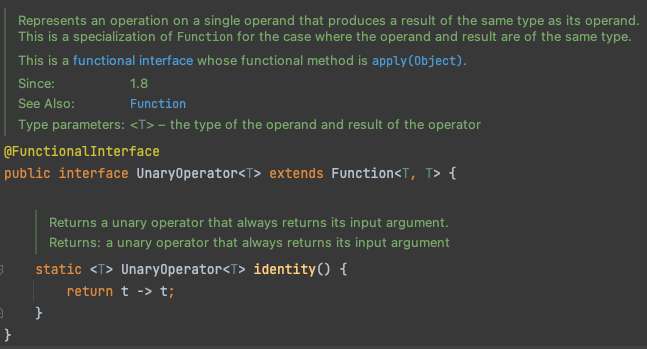 Represents an operation on a single operand that produces a result of the same type as its operand.
This is a specialization of Function for the case where the operand and result are of the same type.
This is a functional interface whose functional method is apply(Object).
Since: 1.8
See Also: Function
Type parameters: <T> – the type of the operand and result of the operator
@FunctionalInterface
public interface UnaryOperator<T> extends Function<T, T> {
Returns a unary operator that always returns its input argument.
Returns: a unary operator that always returns its input argument
static <T> UnaryOperator<T> identity() {
return t -> t;
}
}